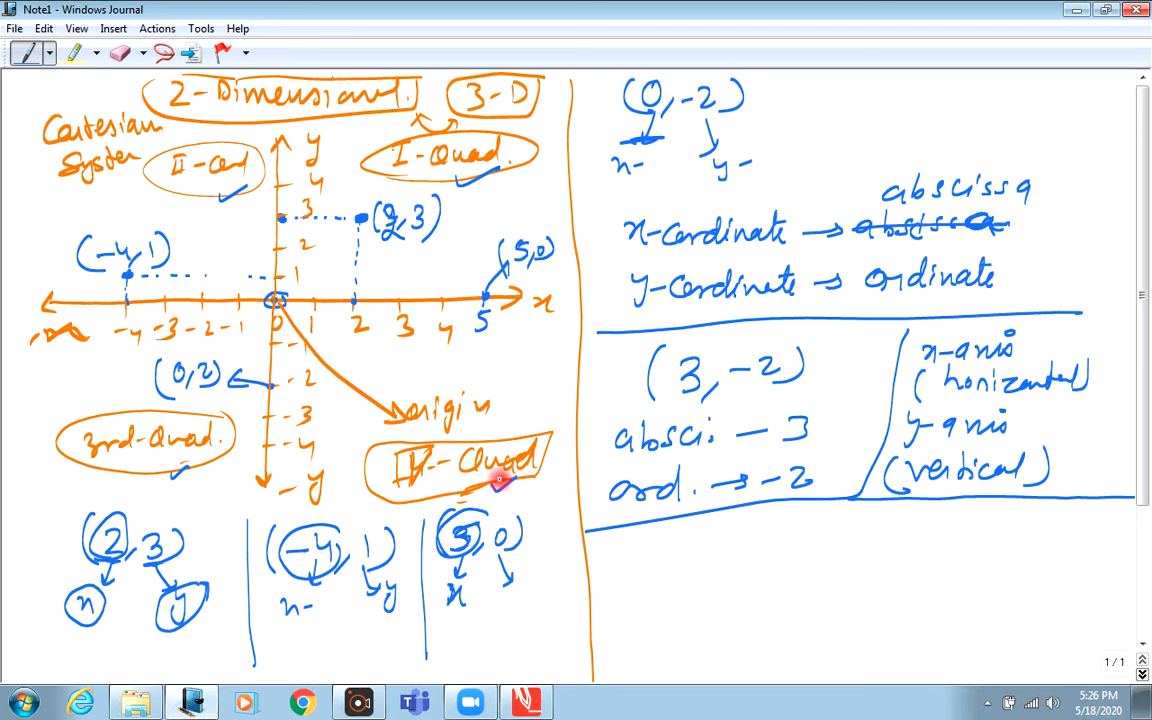 Note1 - Windows Journal
File Edit View Insert Actions Tools Help
2-Dimensional. 3-D
Cartesian
System
II-Qad
I-Quad.
y
4
3
2
1
(2,3)
(-4,1)
(5,0)
-4 -3 -2 -1 0 1 2 3 4 5 x
-1
(0,2)
-2
-3
-4
-y
origin
3rd-Quad.
IV-Quad
(2, 3)
x y
(-4, 1)
x- y
(5, 0)
x
(0, -2)
x- y-
abscissa
x-cordinate → abscissa
y-cordinate → ordinate
(3, -2)
absci. - 3
ord. → -2
x-axis
(horizontal)
y-axis
(vertical)
1 / 1
5:26 PM
5/18/2020